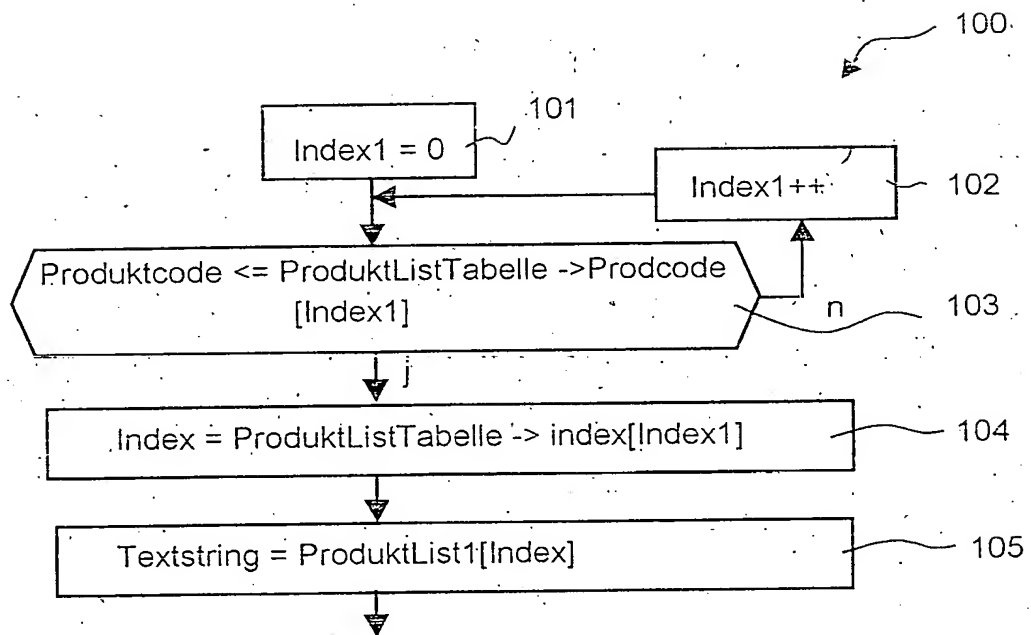 100
101
Index1 = 0
Index1++
102
Produktcode <= ProduktListTabelle ->Prodcode
[Index1]
n
103
j
Index = ProduktListTabelle -> index[Index1]
104
Textstring = ProduktList1[Index]
105